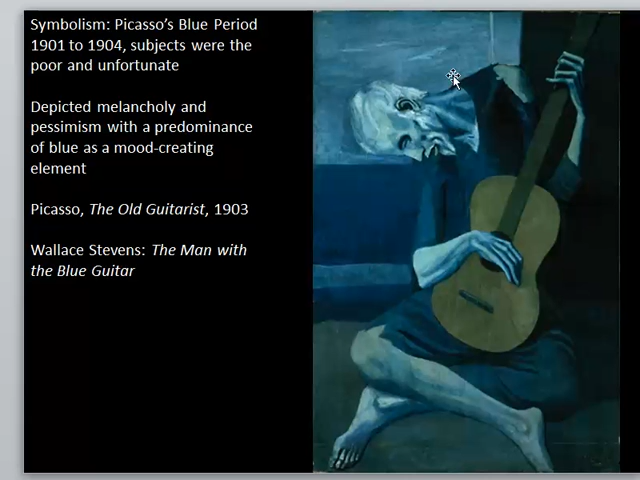 Symbolism: Picasso’s Blue Period
1901 to 1904, subjects were the
poor and unfortunate
Depicted melancholy and
pessimism with a predominance
of blue as a mood-creating
element
Picasso, The Old Guitarist, 1903
Wallace Stevens: The Man with
the Blue Guitar